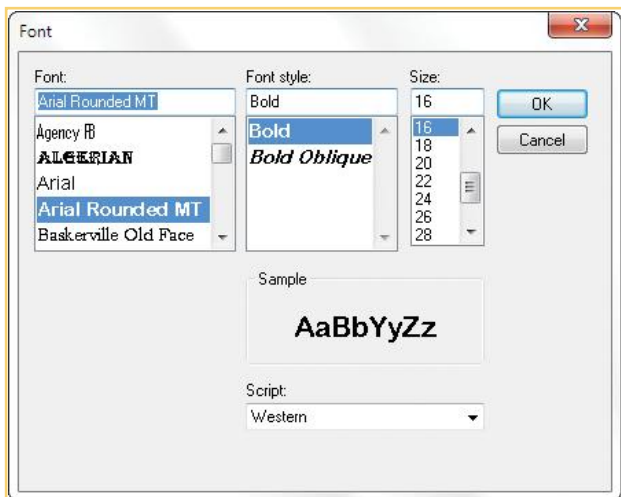 Font
Font:
Arial Rounded MT
Agency FB
ALGERIAN
Arial
Arial Rounded MT
Baskerville Old Face
Font style:
Bold
Bold
Bold Oblique
Size:
16
16
18
20
22
24
26
28
OK
Cancel
Sample
AaBbYyZz
Script:
Western